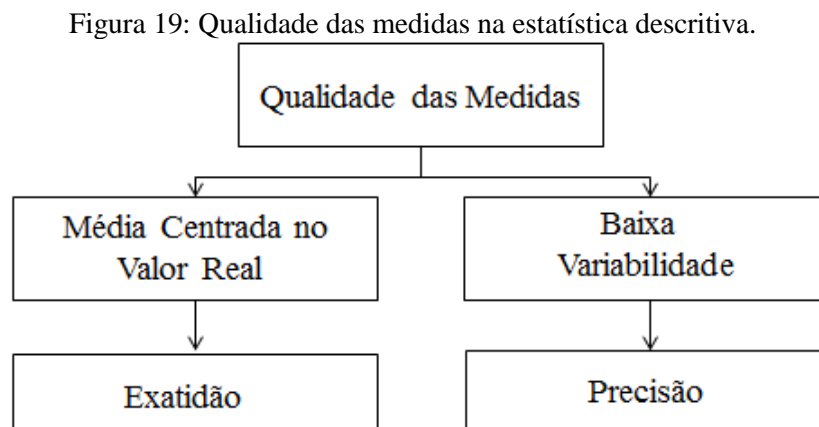 Figura 19: Qualidade das medidas na estatística descritiva.
Qualidade das Medidas
Média Centrada no
Valor Real
Baixa
Variabilidade
Exatidão
Precisão